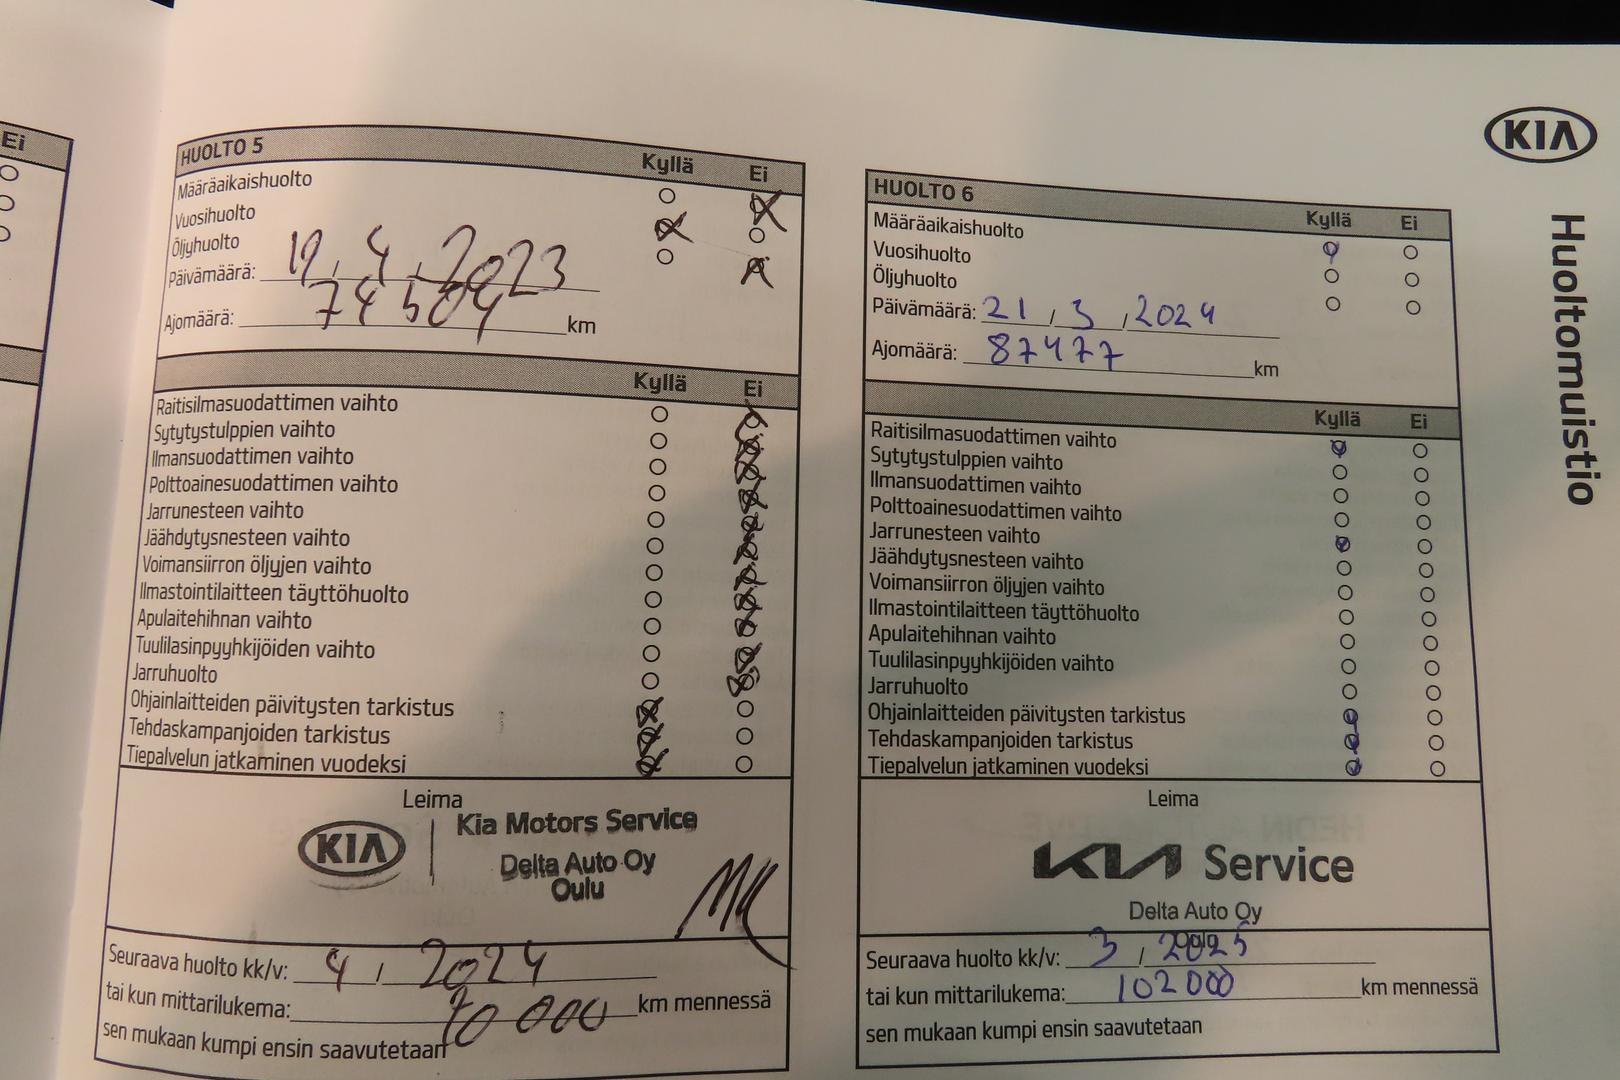 Ei
HUOLTO 5 Kyllä Ei
Määräaikaishuolto
Vuosihuolto
Öljyhuolto
Päivämäärä: 19.4.2023
Ajomäärä: 74504 km
Kyllä Ei
Raitisilmasuodattimen vaihto
Sytytystulppien vaihto
Ilmansuodattimen vaihto
Polttoainesuodattimen vaihto
Jarrunesteen vaihto
Jäähdytysnesteen vaihto
Voimansiirron öljyjen vaihto
Ilmastointilaitteen täyttöhuolto
Apulaitehihnan vaihto
Tuulilasinpyyhkijöiden vaihto
Jarruhuolto
Ohjainlaitteiden päivitysten tarkistus
Tehdaskampanjoiden tarkistus
Tiepalvelun jatkaminen vuodeksi
Leima
KIA Kia Motors Service
Delta Auto Oy
Oulu
Seuraava huolto kk/v: 4 / 2024
tai kun mittarilukema: 90 000 km mennessä
sen mukaan kumpi ensin saavutetaan
HUOLTO 6 Kyllä Ei
Määräaikaishuolto
Vuosihuolto
Öljyhuolto
Päivämäärä: 21 / 3 / 2024
Ajomäärä: 87477 km
Kyllä Ei
Raitisilmasuodattimen vaihto
Sytytystulppien vaihto
Ilmansuodattimen vaihto
Polttoainesuodattimen vaihto
Jarrunesteen vaihto
Jäähdytysnesteen vaihto
Voimansiirron öljyjen vaihto
Ilmastointilaitteen täyttöhuolto
Apulaitehihnan vaihto
Tuulilasinpyyhkijöiden vaihto
Jarruhuolto
Ohjainlaitteiden päivitysten tarkistus
Tehdaskampanjoiden tarkistus
Tiepalvelun jatkaminen vuodeksi
Leima
KIA Service
Delta Auto Oy
Seuraava huolto kk/v: 3 / 2025
tai kun mittarilukema: 102000 km mennessä
sen mukaan kumpi ensin saavutetaan
KIA
Huoltomuistio